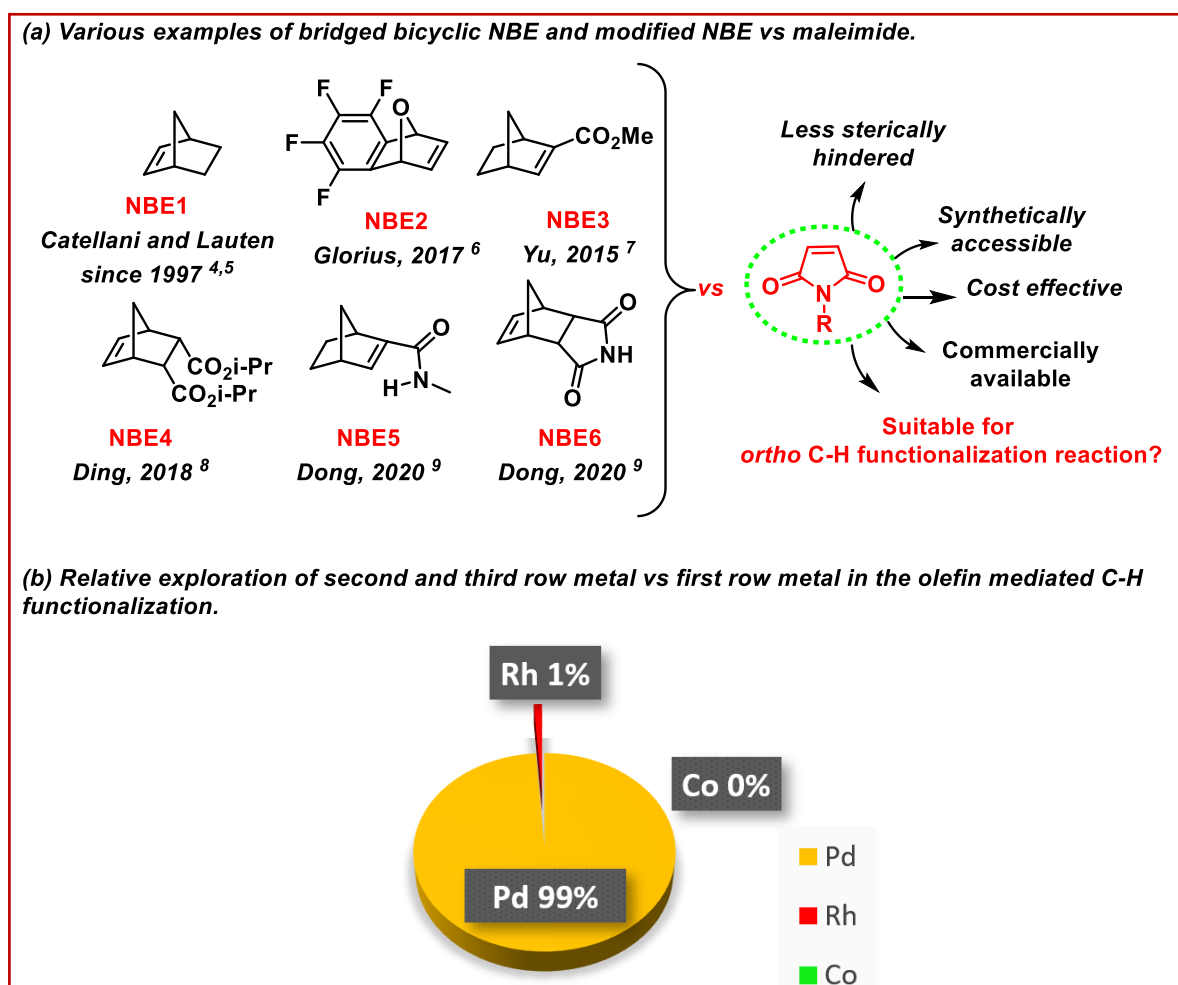 (a) Various examples of bridged bicyclic NBE and modified NBE vs maleimide.
NBE1
Catellani and Lauten
since 1997 4,5
F
F
F
F
O
NBE2
Glorius, 2017 6
CO2Me
NBE3
Yu, 2015 7
CO2i-Pr
CO2i-Pr
NBE4
Ding, 2018 8
O
N
H
NBE5
Dong, 2020 9
O
NH
O
NBE6
Dong, 2020 9
vs
O
O
N
R
Less sterically
hindered
Synthetically
accessible
Cost effective
Commercially
available
Suitable for
ortho C-H functionalization reaction?
(b) Relative exploration of second and third row metal vs first row metal in the olefin mediated C-H
functionalization.
Rh 1%
Co 0%
Pd 99%
Pd
Rh
Co